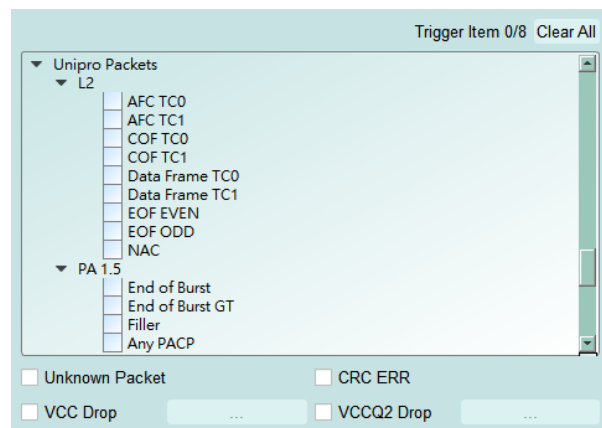 Trigger Item 0/8 Clear All
Unipro Packets
L2
AFC TC0
AFC TC1
COF TC0
COF TC1
Data Frame TC0
Data Frame TC1
EOF EVEN
EOF ODD
NAC
PA 1.5
End of Burst
End of Burst GT
Filler
Any PACP
Unknown Packet CRC ERR
VCC Drop ... VCCQ2 Drop ...